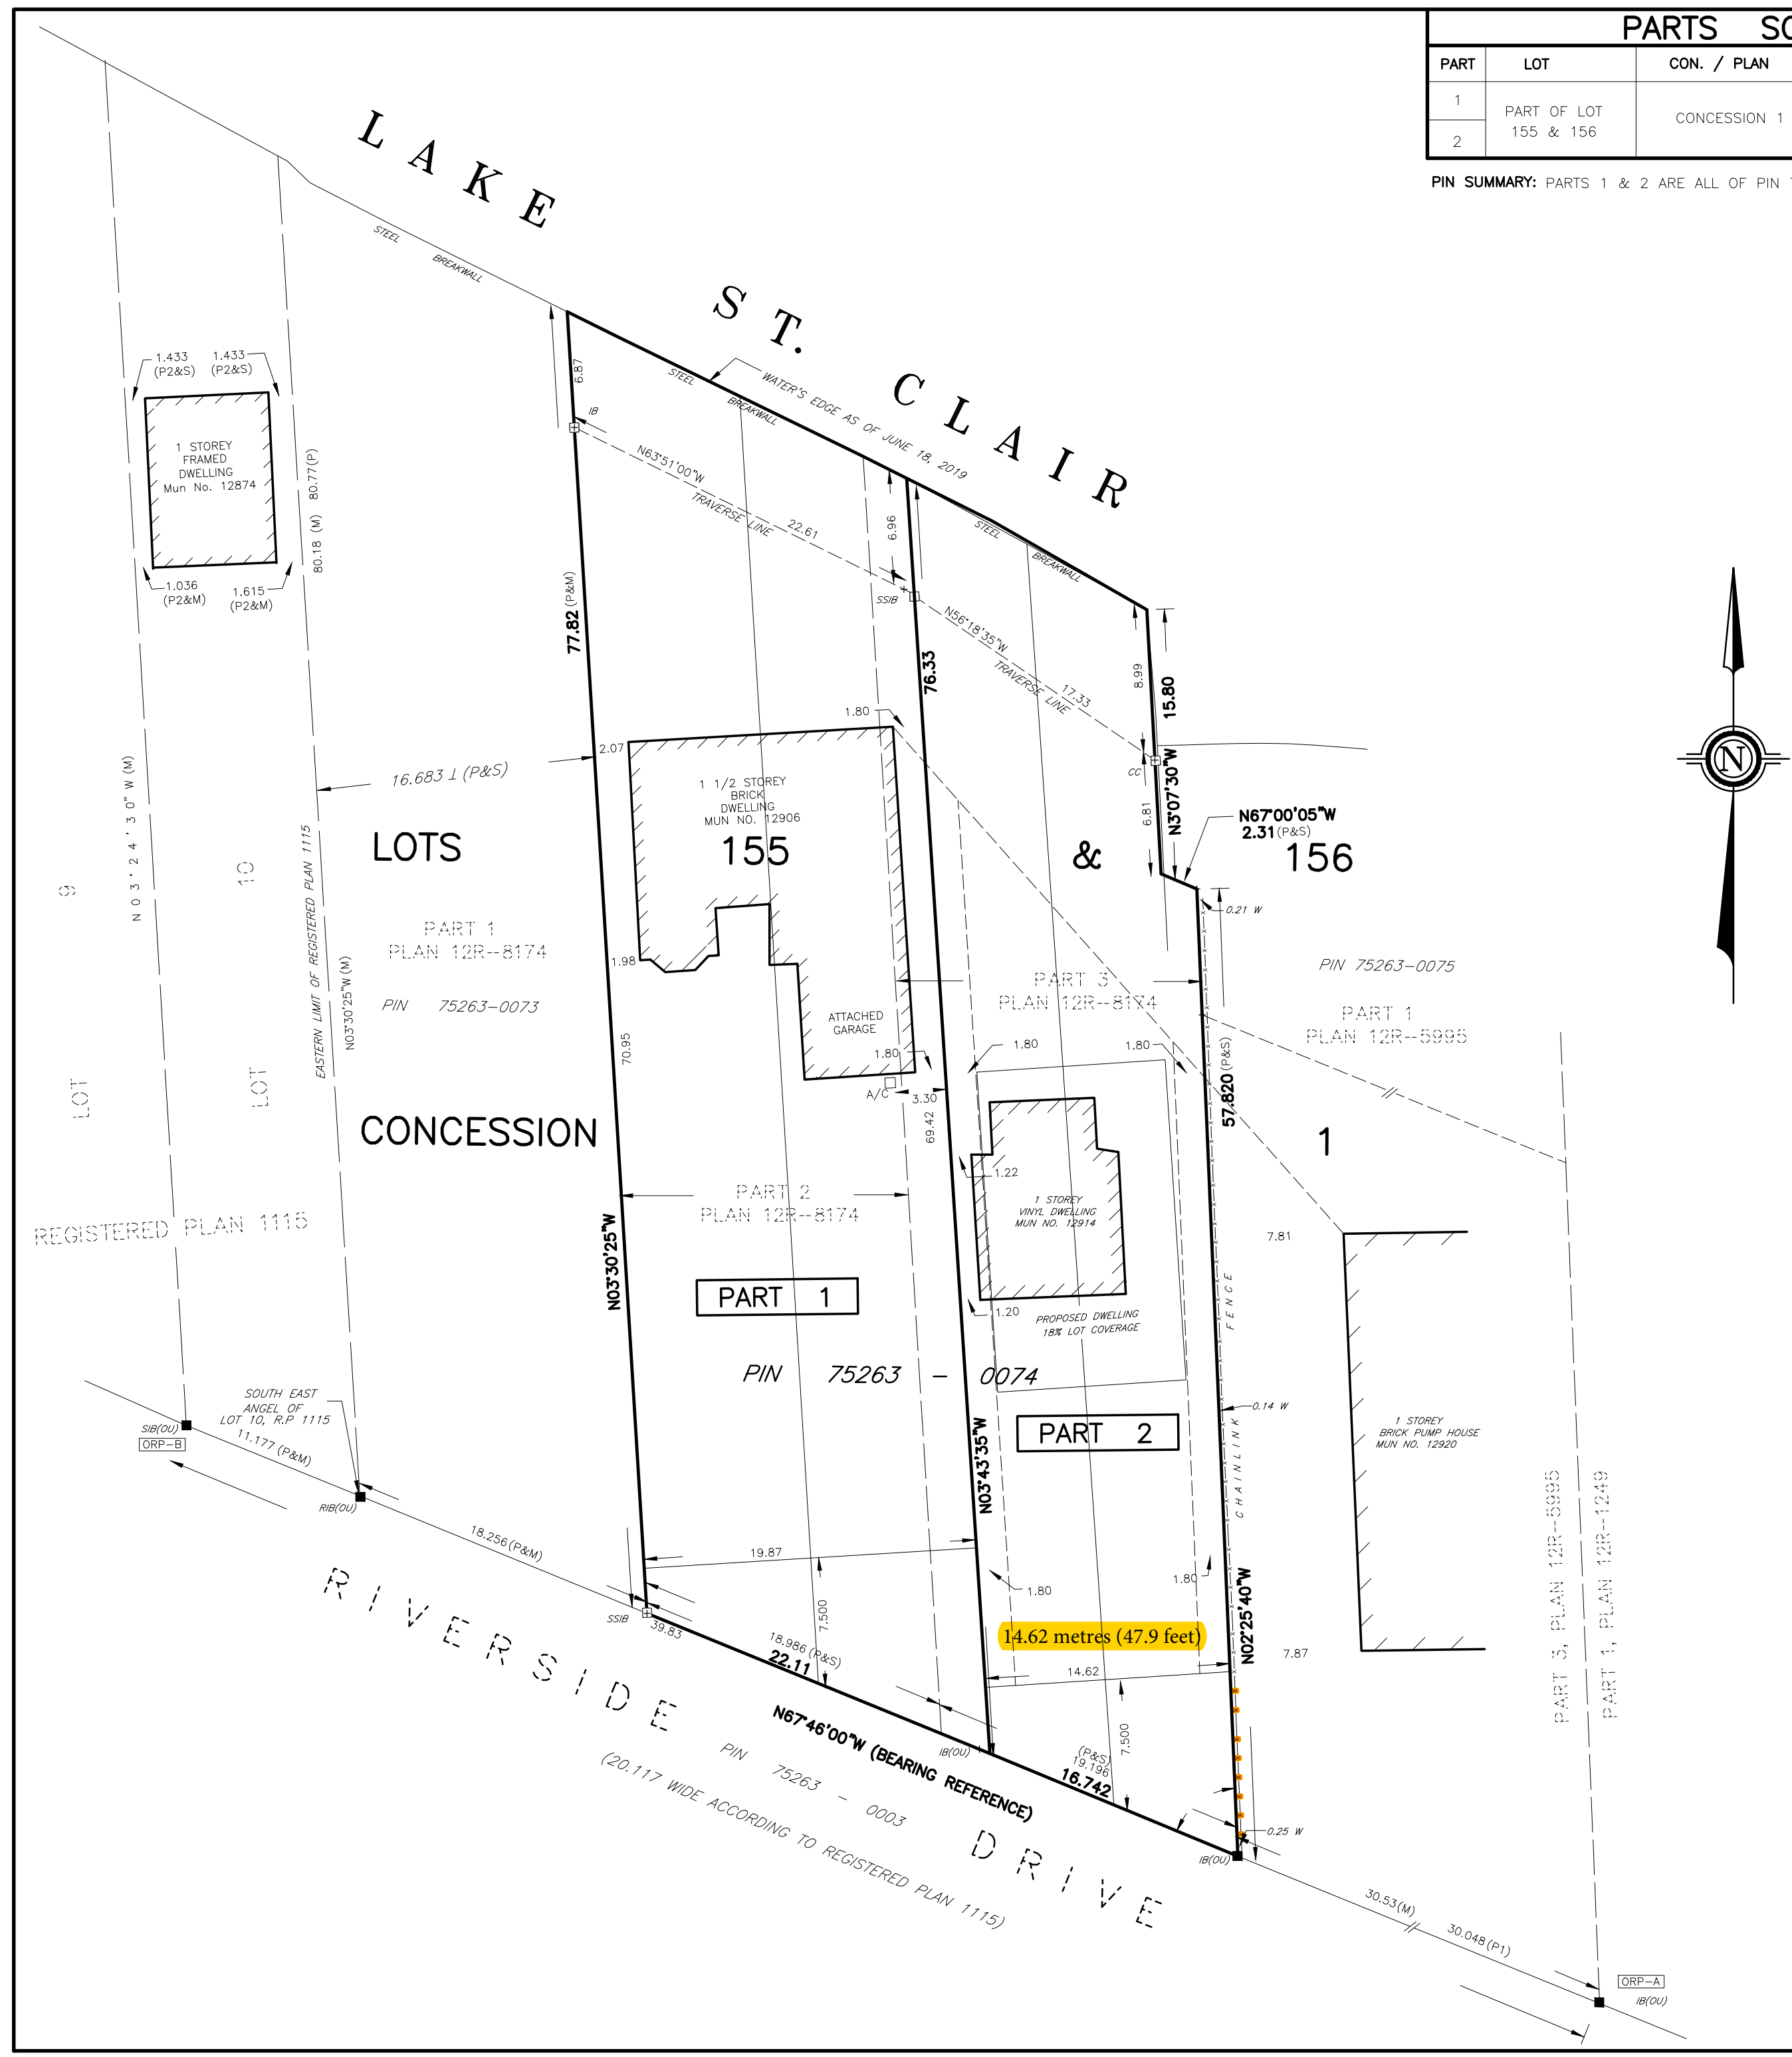 PARTS SC
PART LOT CON. / PLAN
1
PART OF LOT
155 & 156
CONCESSION 1
2
PIN SUMMARY: PARTS 1 & 2 ARE ALL OF PIN
LAKE
ST.
CLAIR
STEEL
BREAKWALL
STEEL
BREAKWALL
STEEL
BREAKWALL
WATER'S EDGE AS OF JUNE 18, 2019
1.433
(P2&S)
1.433
(P2&S)
1 STOREY
FRAMED
DWELLING
Mun No. 12874
1.036
(P2&M)
1.615
(P2&M)
80.18 (M) 80.77(P)
6.87
IB
N63°51'00"W
TRAVERSE LINE
22.61
6.96
SSIB
N56°18'35"W
TRAVERSE LINE
17.33
77.82 (P&M)
76.33
8.99
15.80
CC
6.81
N3°07'30"W
N67°00'05"W
2.31(P&S)
1.80
2.07
16.683 ⊥ (P&S)
1 1/2 STOREY
BRICK
DWELLING
MUN NO. 12906
LOTS
155
&
156
N03°24'30"W (M)
LOT 9
LOT 10
EASTERN LIMIT OF REGISTERED PLAN 1115
N03°30'25"W (M)
PART 1
PLAN 12R-8174
PIN 75263-0073
1.98
70.95
ATTACHED
GARAGE
1.80
A/C
3.30
69.42
0.21 W
PART 3
PLAN 12R-8174
PIN 75263-0075
PART 1
PLAN 12R-5995
1.80
1.80
57.820 (P&S)
CONCESSION
1
1.22
1 STOREY
VINYL DWELLING
MUN NO. 12914
1.20
PROPOSED DWELLING
18% LOT COVERAGE
PART 2
PLAN 12R-8174
REGISTERED PLAN 1115
N03°30'25"W
7.81
PART 1
PIN 75263 - 0074
CHAINLINK FENCE
0.14 W
PART 2
1 STOREY
BRICK PUMP HOUSE
MUN NO. 12920
SOUTH EAST
ANGEL OF
LOT 10, R.P 1115
SIB(OU)
ORP-B
11.177 (P&M)
RIB(OU)
18.256(P&M)
N03°43'35"W
19.87
1.80
1.80
N02°25'40"W
PART 3, PLAN 12R-5995
PART 1, PLAN 12R-1249
SSIB
39.83
7.500
18.986 (P&S)
22.11
14.62 metres (47.9 feet)
14.62
7.87
7.500
IB(OU)
(P&S)
19.196
16.742
N67°46'00"W (BEARING REFERENCE)
RIVERSIDE
PIN 75263 - 0003
DRIVE
(20.117 WIDE ACCORDING TO REGISTERED PLAN 1115)
0.25 W
IB(OU)
30.53(M)
30.048(P1)
ORP-A
IB(OU)
N